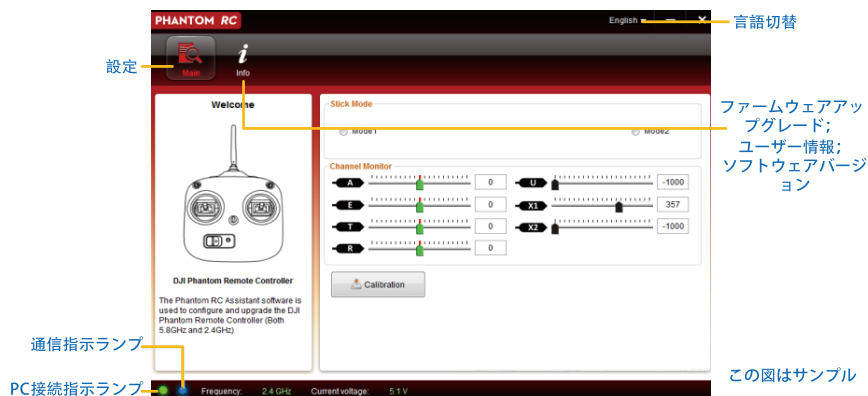 PHANTOM RC
English
言語切替
設定
Main
Info
Welcome
Stick Mode
Mode1
Mode2
ファームウェアアッ
プグレード;
ユーザー情報;
ソフトウェアバージ
ョン
Channel Monitor
A 0 U -1000
E 0 X1 357
T 0 X2 -1000
R 0
Calibration
DJI Phantom Remote Controller
The Phantom RC Assistant software is
used to configure and upgrade the DJI
Phantom Remote Controller (Both
5.8GHz and 2.4GHz)
通信指示ランプ
この図はサンプル
PC接続指示ランプ
Frequency: 2.4 GHz Current voltage: 5.1 V